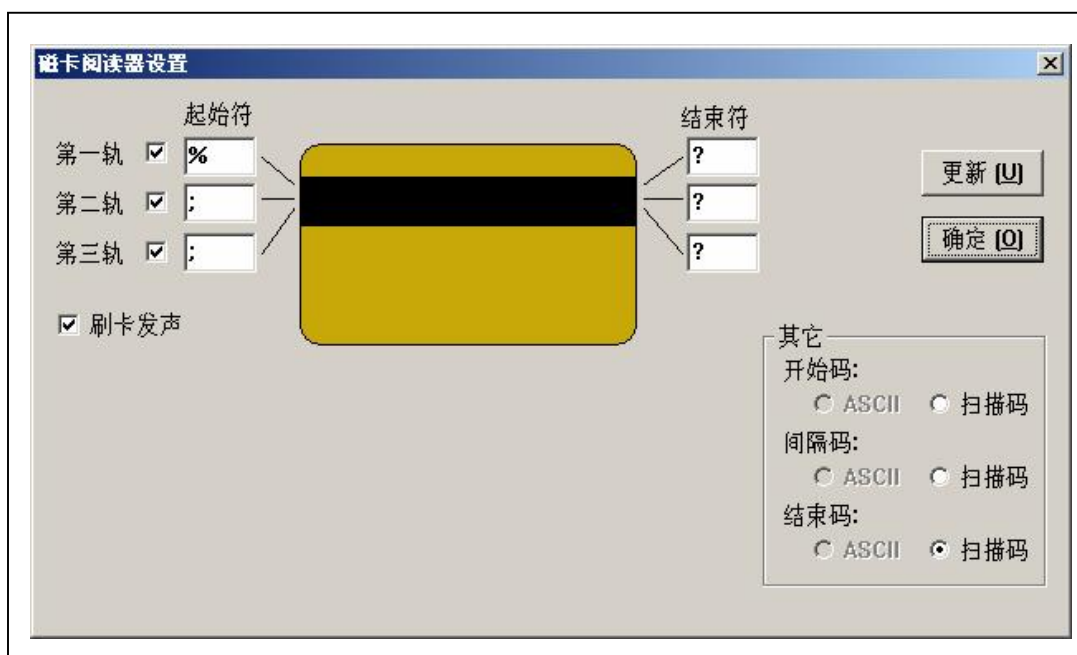 磁卡阅读器设置
起始符 结束符
第一轨 % ?
更新 (U)
第二轨 ; ?
第三轨 ; ?
确定 (O)
刷卡发声
其它
开始码:
ASCII 扫描码
间隔码:
ASCII 扫描码
结束码:
ASCII 扫描码